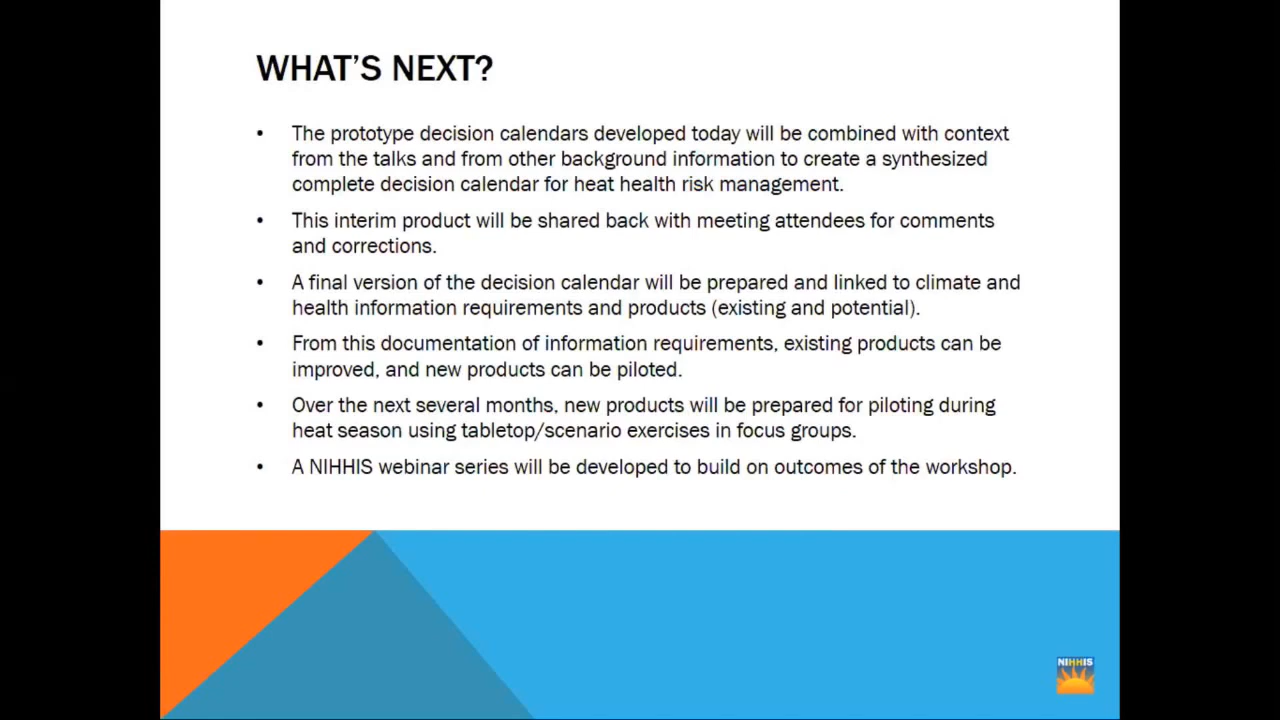 WHAT'S NEXT?
• The prototype decision calendars developed today will be combined with context
from the talks and from other background information to create a synthesized
complete decision calendar for heat health risk management.
• This interim product will be shared back with meeting attendees for comments
and corrections.
• A final version of the decision calendar will be prepared and linked to climate and
health information requirements and products (existing and potential).
• From this documentation of information requirements, existing products can be
improved, and new products can be piloted.
• Over the next several months, new products will be prepared for piloting during
heat season using tabletop/scenario exercises in focus groups.
• A NIHHIS webinar series will be developed to build on outcomes of the workshop.
NIHHIS